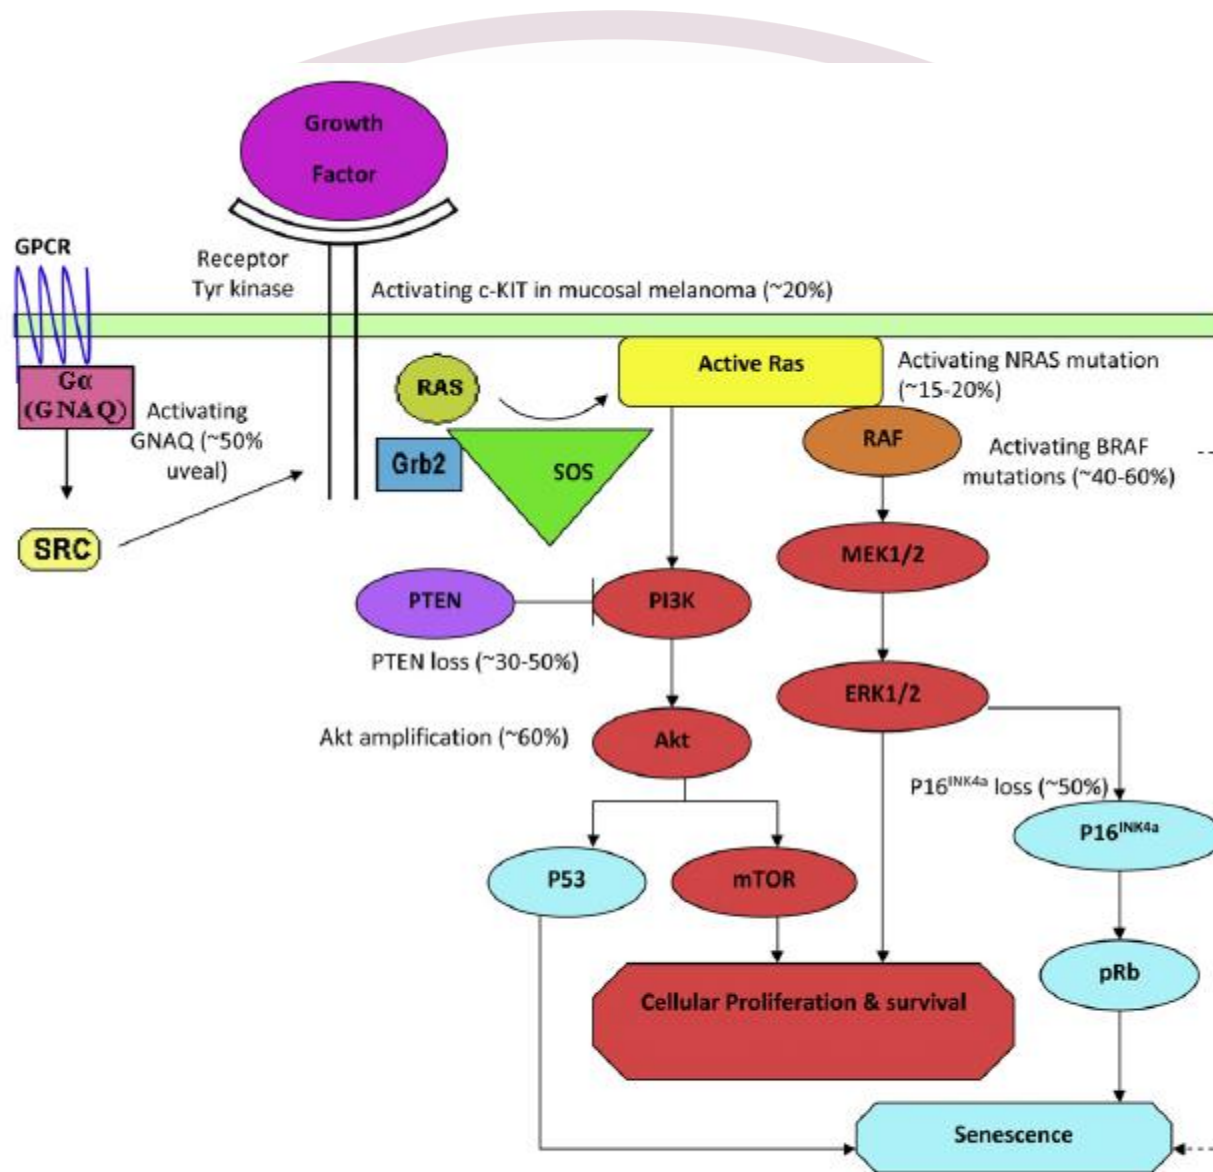 Growth
Factor
GPCR
Receptor
Tyr kinase
Activating c-KIT in mucosal melanoma (~20%)
Gα
(GNAQ)
Activating
GNAQ (~50%
uveal)
RAS
Active Ras
Activating NRAS mutation
(~15-20%)
RAF
Grb2
SOS
Activating BRAF
mutations (~40-60%)
SRC
MEK1/2
PTEN
PI3K
PTEN loss (~30-50%)
ERK1/2
Akt amplification (~60%)
Akt
P16INK4a loss (~50%)
P16INK4a
P53
mTOR
pRb
Cellular Proliferation & survival
Senescence